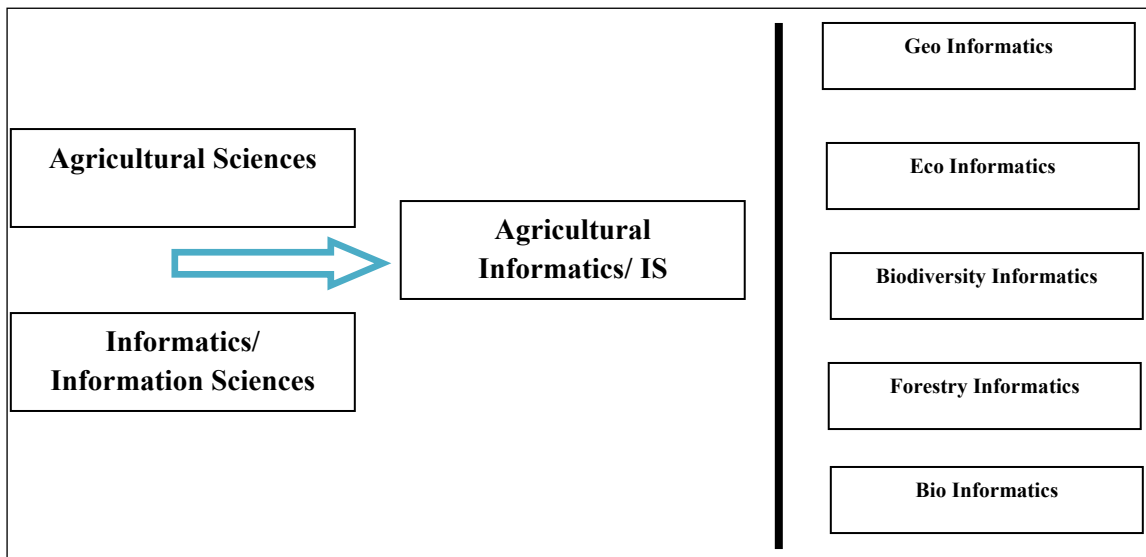 Agricultural Sciences
Informatics/
Information Sciences
Agricultural
Informatics/ IS
Geo Informatics
Eco Informatics
Biodiversity Informatics
Forestry Informatics
Bio Informatics